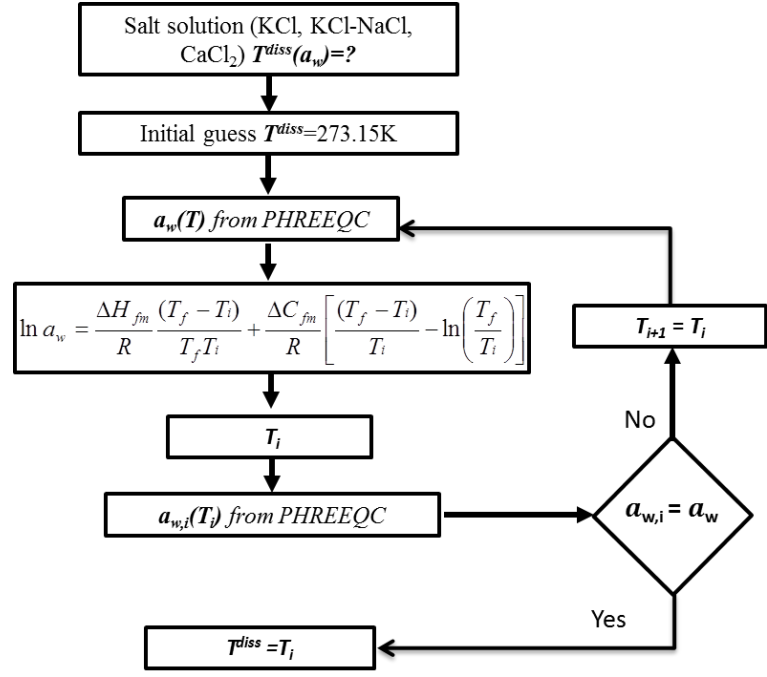 Salt solution (KCl, KCl-NaCl,
CaCl₂) T^diss(a_w)=?
Initial guess T^diss=273.15K
a_w(T) from PHREEQC
ln a_w = ΔH_fm/R (T_f − T_i)/(T_f T_i) + ΔC_fm/R [(T_f − T_i)/T_i − ln(T_f/T_i)]
T_i+1 = T_i
T_i
No
a_w,i(T_i) from PHREEQC
a_w,i = a_w
Yes
T^diss =T_i